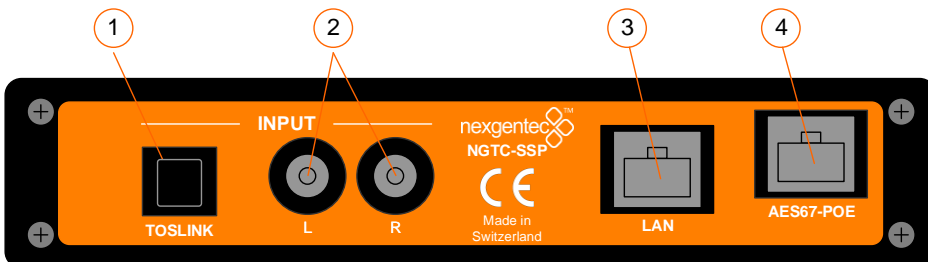 1
2
3
4
INPUT
nexgentec™
NGTC-SSP
CE
Made in
Switzerland
TOSLINK
L
R
LAN
AES67-POE